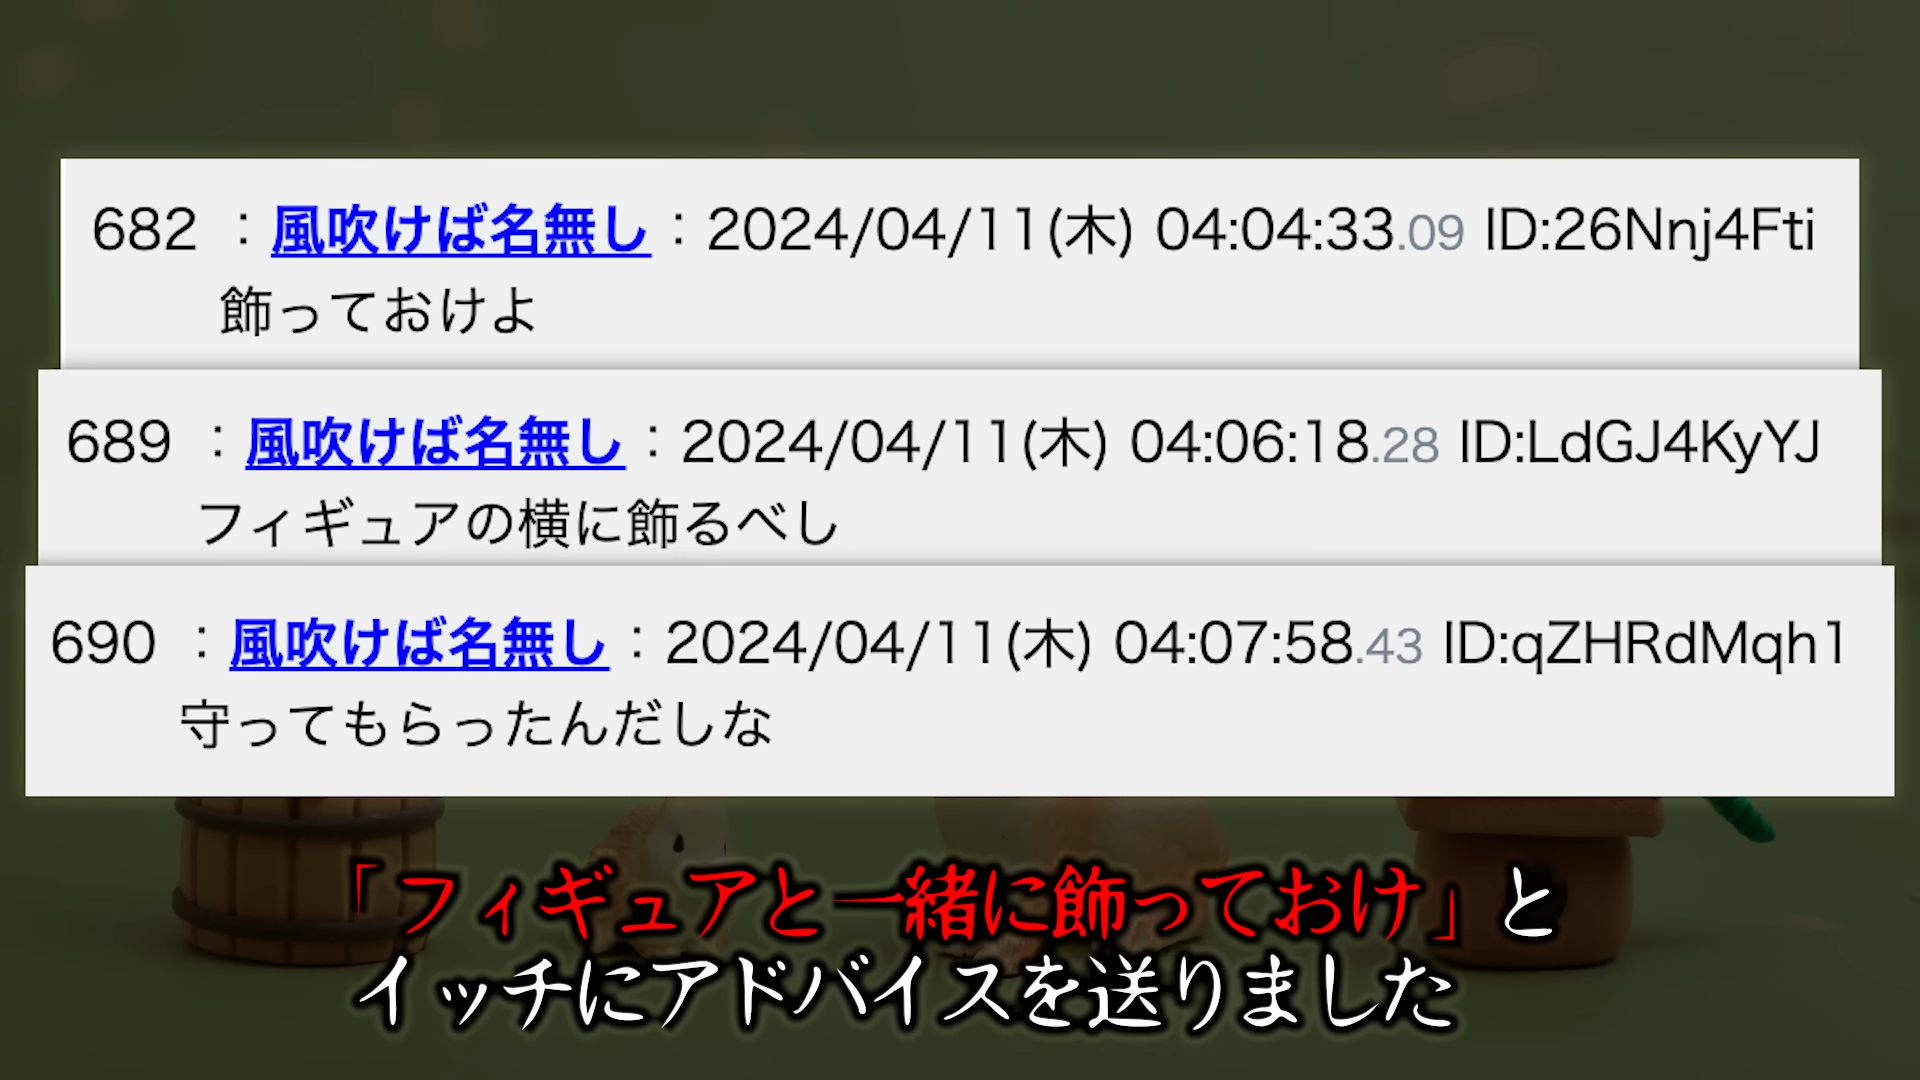 682 ：風吹けば名無し：2024/04/11(木) 04:04:33.09 ID:26Nnj4Fti
飾っておけよ
689 ：風吹けば名無し：2024/04/11(木) 04:06:18.28 ID:LdGJ4KyYJ
フィギュアの横に飾るべし
690 ：風吹けば名無し：2024/04/11(木) 04:07:58.43 ID:qZHRdMqh1
守ってもらったんだしな
「フィギュアと一緒に飾っておけ」と
イッチにアドバイスを送りました